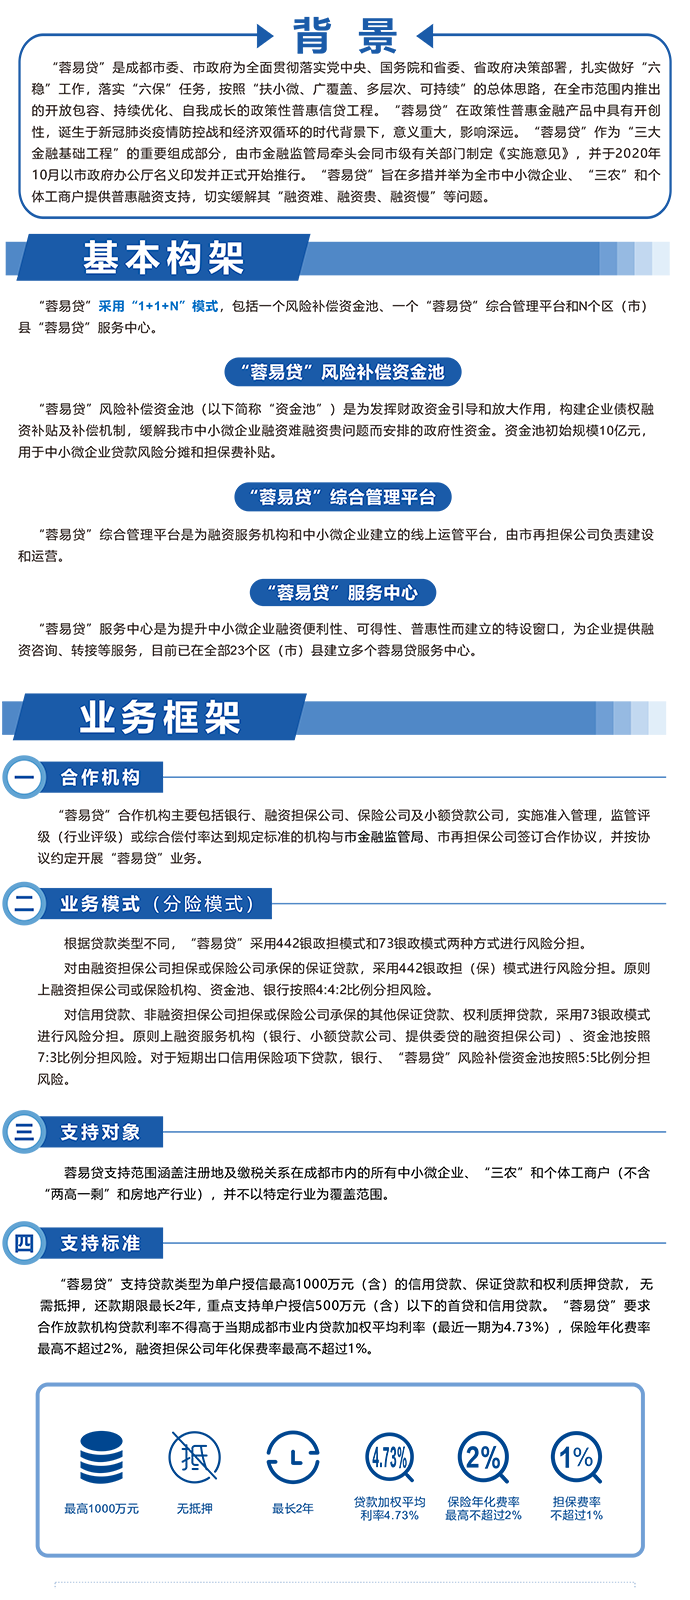 背景
“蓉易贷”是成都市委、市政府为全面贯彻落实党中央、国务院和省委、省政府决策部署，扎实做好“六
稳”工作，落实“六保”任务，按照“扶小微、广覆盖、多层次、可持续”的总体思路，在全市范围内推出
的开放包容、持续优化、自我成长的政策性普惠信贷工程。“蓉易贷”在政策性普惠金融产品中具有开创
性，诞生于新冠肺炎疫情防控战和经济双循环的时代背景下，意义重大，影响深远。“蓉易贷”作为“三大
金融基础工程”的重要组成部分，由市金融监管局牵头会同市级有关部门制定《实施意见》，并于2020年
10月以市政府办公厅名义印发并正式开始推行。“蓉易贷”旨在多措并举为全市中小微企业、“三农”和个
体工商户提供普惠融资支持，切实缓解其“融资难、融资贵、融资慢”等问题。
基本构架
“蓉易贷”采用“1+1+N”模式，包括一个风险补偿资金池、一个“蓉易贷”综合管理平台和N个区（市）
县“蓉易贷”服务中心。
“蓉易贷”风险补偿资金池
“蓉易贷”风险补偿资金池（以下简称“资金池”）是为发挥财政资金引导和放大作用，构建企业债权融
资补贴及补偿机制，缓解我市中小微企业融资难融资贵问题而安排的政府性资金。资金池初始规模10亿元，
用于中小微企业贷款风险分摊和担保费补贴。
“蓉易贷”综合管理平台
“蓉易贷”综合管理平台是为融资服务机构和中小微企业建立的线上运管平台，由市再担保公司负责建设
和运营。
“蓉易贷”服务中心
“蓉易贷”服务中心是为提升中小微企业融资便利性、可得性、普惠性而建立的特设窗口，为企业提供融
资咨询、转接等服务，目前已在全部23个区（市）县建立多个蓉易贷服务中心。
业务框架
一 合作机构
“蓉易贷”合作机构主要包括银行、融资担保公司、保险公司及小额贷款公司，实施准入管理，监管评
级（行业评级）或综合偿付率达到规定标准的机构与市金融监管局、市再担保公司签订合作协议，并按协
议约定开展“蓉易贷”业务。
二 业务模式（分险模式）
根据贷款类型不同，“蓉易贷”采用442银政担模式和73银政模式两种方式进行风险分担。
对由融资担保公司担保或保险公司承保的保证贷款，采用442银政担（保）模式进行风险分担。原则
上融资担保公司或保险机构、资金池、银行按照4:4:2比例分担风险。
对信用贷款、非融资担保公司担保或保险公司承保的其他保证贷款、权利质押贷款，采用73银政模式
进行风险分担。原则上融资服务机构（银行、小额贷款公司、提供委贷的融资担保公司）、资金池按照
7:3比例分担风险。对于短期出口信用保险项下贷款，银行、“蓉易贷”风险补偿资金池按照5:5比例分担
风险。
三 支持对象
蓉易贷支持范围涵盖注册地及缴税关系在成都市内的所有中小微企业、“三农”和个体工商户（不含
“两高一剩”和房地产行业），并不以特定行业为覆盖范围。
四 支持标准
“蓉易贷”支持贷款类型为单户授信最高1000万元（含）的信用贷款、保证贷款和权利质押贷款，无
需抵押，还款期限最长2年，重点支持单户授信500万元（含）以下的首贷和信用贷款。“蓉易贷”要求
合作放款机构贷款利率不得高于当期成都市业内贷款加权平均利率（最近一期为4.73%），保险年化费率
最高不超过2%，融资担保公司年化保费率最高不超过1%。
抵 4.73% 2% 1%
最高1000万元 无抵押 最长2年 贷款加权平均 保险年化费率 担保费率
利率4.73% 最高不超过2% 不超过1%